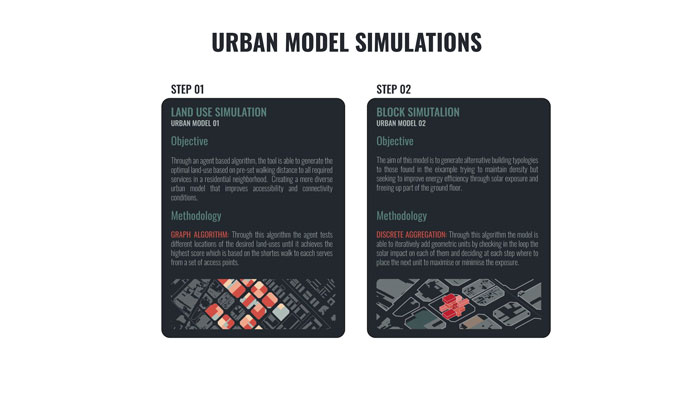 URBAN MODEL SIMULATIONS
STEP 01
LAND USE SIMULATION
URBAN MODEL 01
Objective
Through an agent based algorithm, the tool is able to generate the
optimal land-use based on pre-set walking distance to all required
services in a residential neighborhood. Creating a more diverse
urban model that improves accessibility and connectivity
conditions.
Methodology
GRAPH ALGORITHM: Through this algorithm the agent tests
different locations of the desired land-uses until it achieves the
highest score which is based on the shortes walk to eacch serves
from a set of access points.
STEP 02
BLOCK SIMUTALION
URBAN MODEL 02
Objective
The aim of this model is to generate alternative building typologies
to those found in the eixample trying to maintain density but
seeking to improve energy efficiency through solar exposure and
freeing up part of the ground floor.
Methodology
DISCRETE AGGREGATION: Through this algorithm the model is
able to iteratively add geometric units by checking in the loop the
solar impact on each of them and deciding at each step where to
place the next unit to maximise or minimise the exposure.